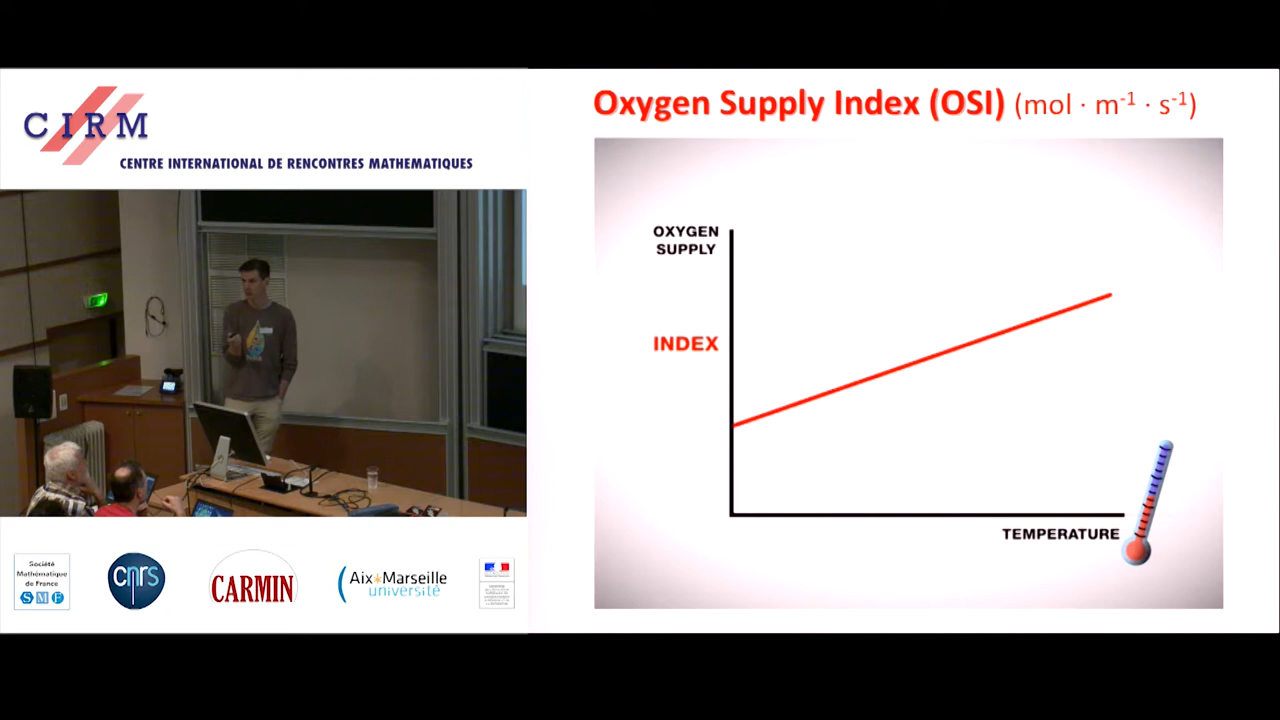 CIRM
CENTRE INTERNATIONAL DE RENCONTRES MATHEMATIQUES
Oxygen Supply Index (OSI) (mol · m⁻¹ · s⁻¹)
OXYGEN
SUPPLY
INDEX
TEMPERATURE
Société
Mathématique
de France
SMF
cnrs
CARMIN
Aix*Marseille
université